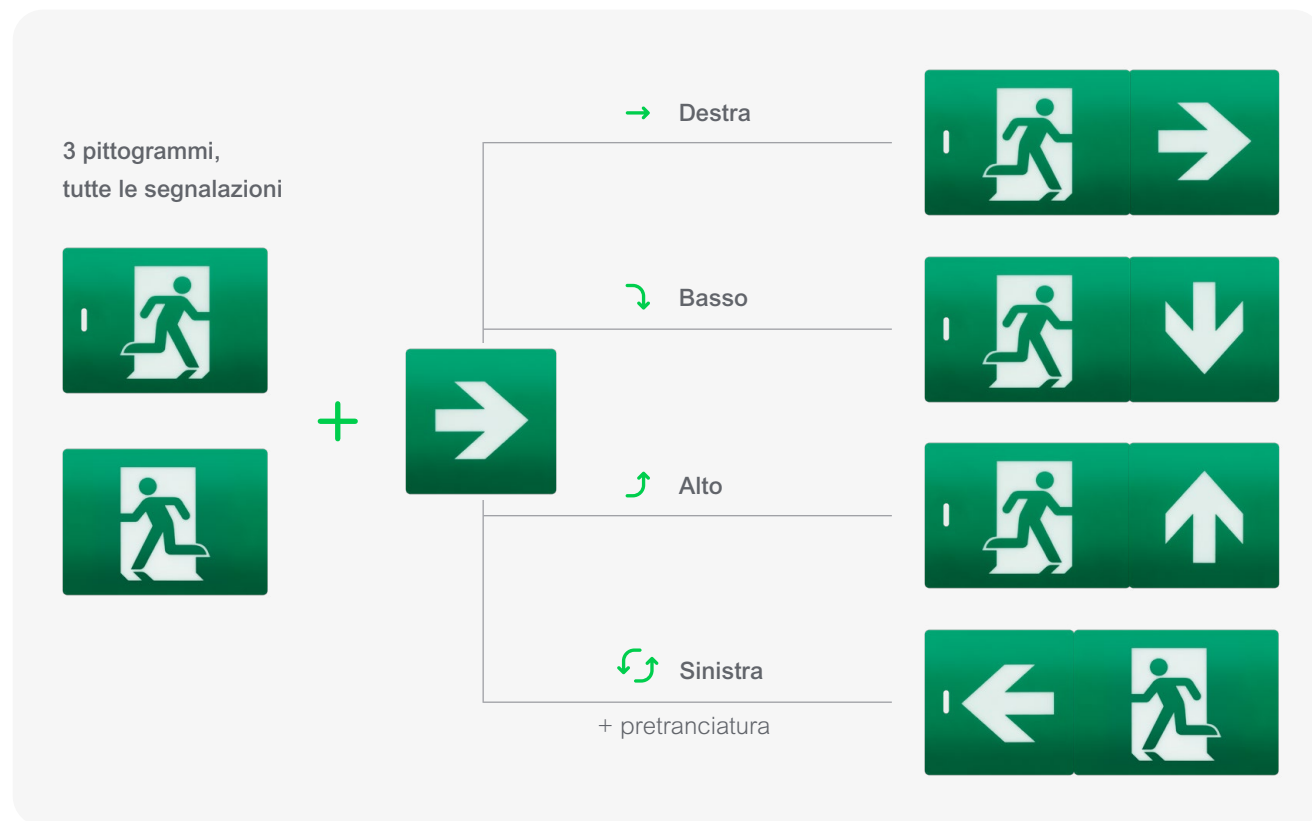 3 pittogrammi,
tutte le segnalazioni
Destra
Basso
Alto
Sinistra
+ pretranciatura